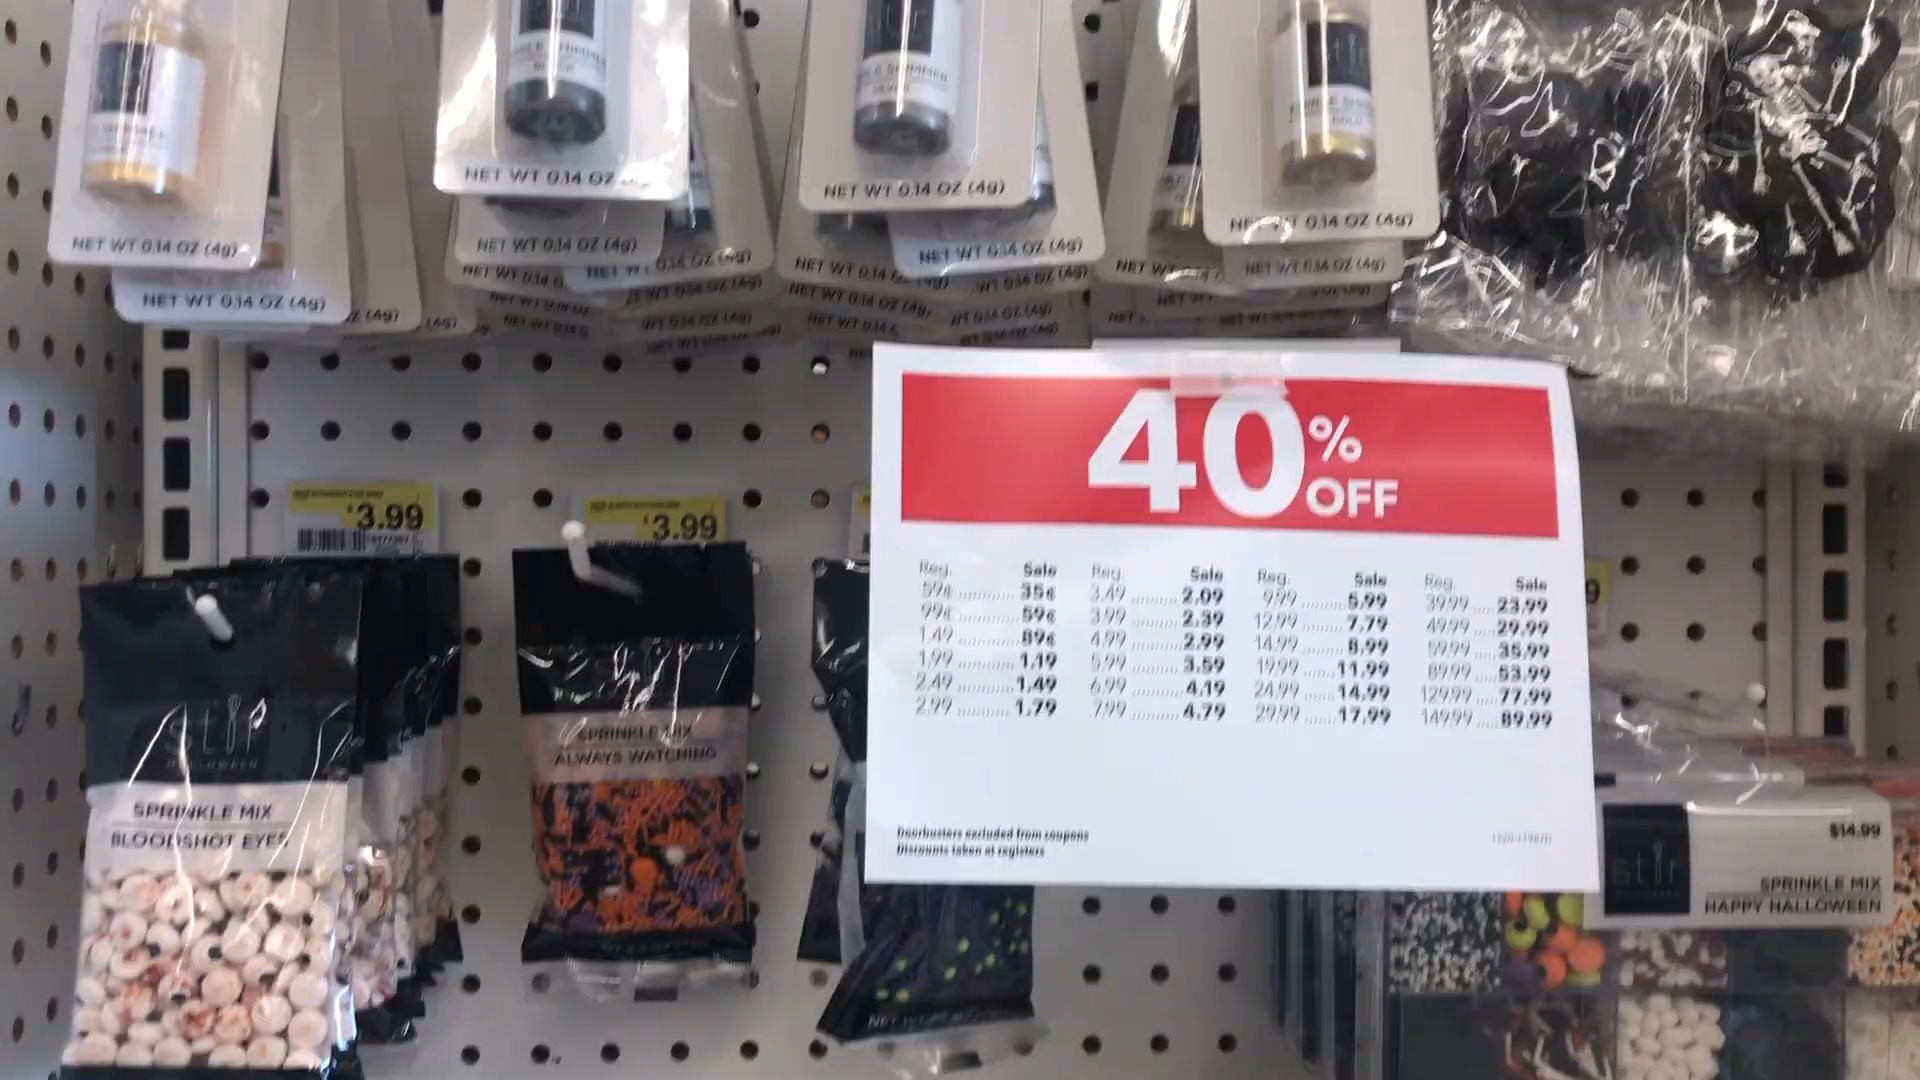 NET WT 0.14 OZ (4g)
NET WT 0.14 OZ
NET WT 0.14 OZ (4g)
NET WT 0.14 OZ (4g)
NET WT 0.14 OZ (4g)
NET WT 0.14 OZ (4g)
NET WT 0.14 OZ (4g)
NET WT 0.14 OZ (4g)
NET WT 0.14 OZ (4g)
$3.99
$3.99
40% OFF
Reg. Sale
59¢ 35¢
99¢ 59¢
1.49 89¢
1.99 1.19
2.49 1.49
2.99 1.79
Reg. Sale
3.49 2.09
3.99 2.39
4.99 2.99
5.99 3.59
6.99 4.19
7.99 4.79
Reg. Sale
9.99 5.99
12.99 7.79
14.99 8.99
19.99 11.99
24.99 14.99
29.99 17.99
Reg. Sale
39.99 23.99
49.99 29.99
59.99 35.99
89.99 53.99
129.99 77.99
149.99 89.99
Doorbusters excluded from coupons
Discounts taken at registers
stir
HALLOWEEN
SPRINKLE MIX
BLOODSHOT EYES
SPRINKLE MIX
ALWAYS WATCHING
stir
$14.99
SPRINKLE MIX
HAPPY HALLOWEEN